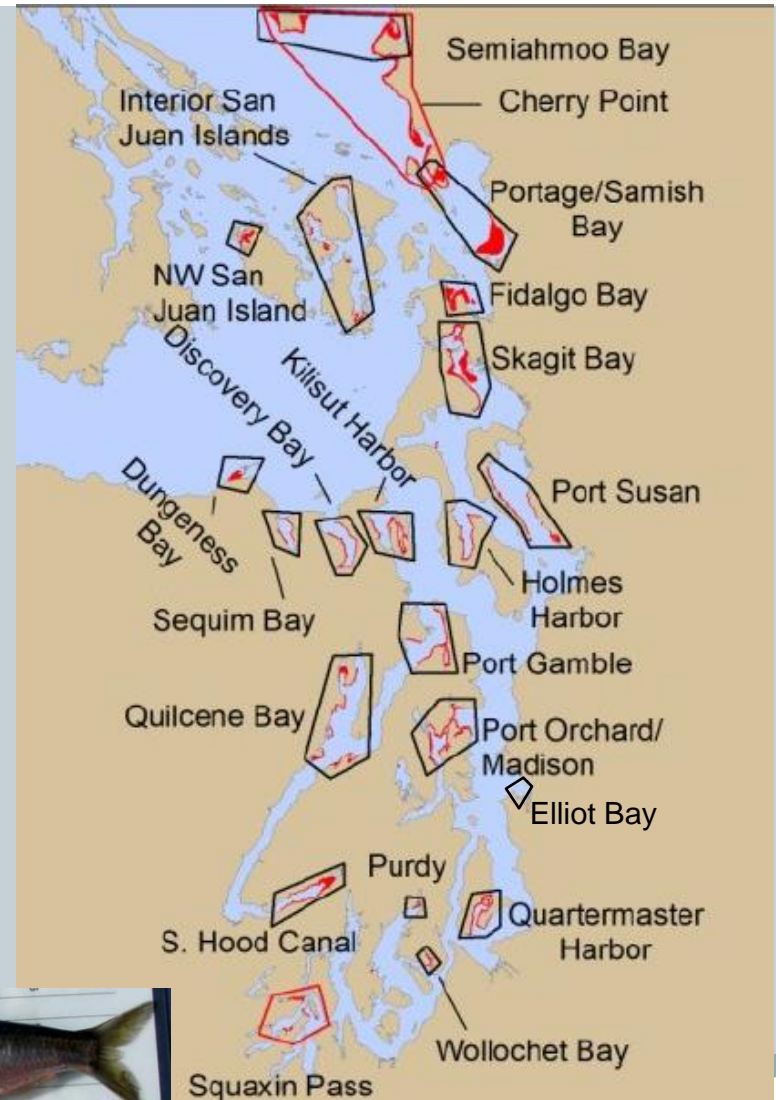 Semiahmoo Bay
Cherry Point
Interior San
Juan Islands
Portage/Samish
Bay
NW San
Juan Island
Fidalgo Bay
Skagit Bay
Discovery Bay
Kilisut Harbor
Dungeness
Bay
Port Susan
Sequim Bay
Holmes
Harbor
Port Gamble
Quilcene Bay
Port Orchard/
Madison
Elliot Bay
Purdy
S. Hood Canal
Quartermaster
Harbor
Wollochet Bay
Squaxin Pass